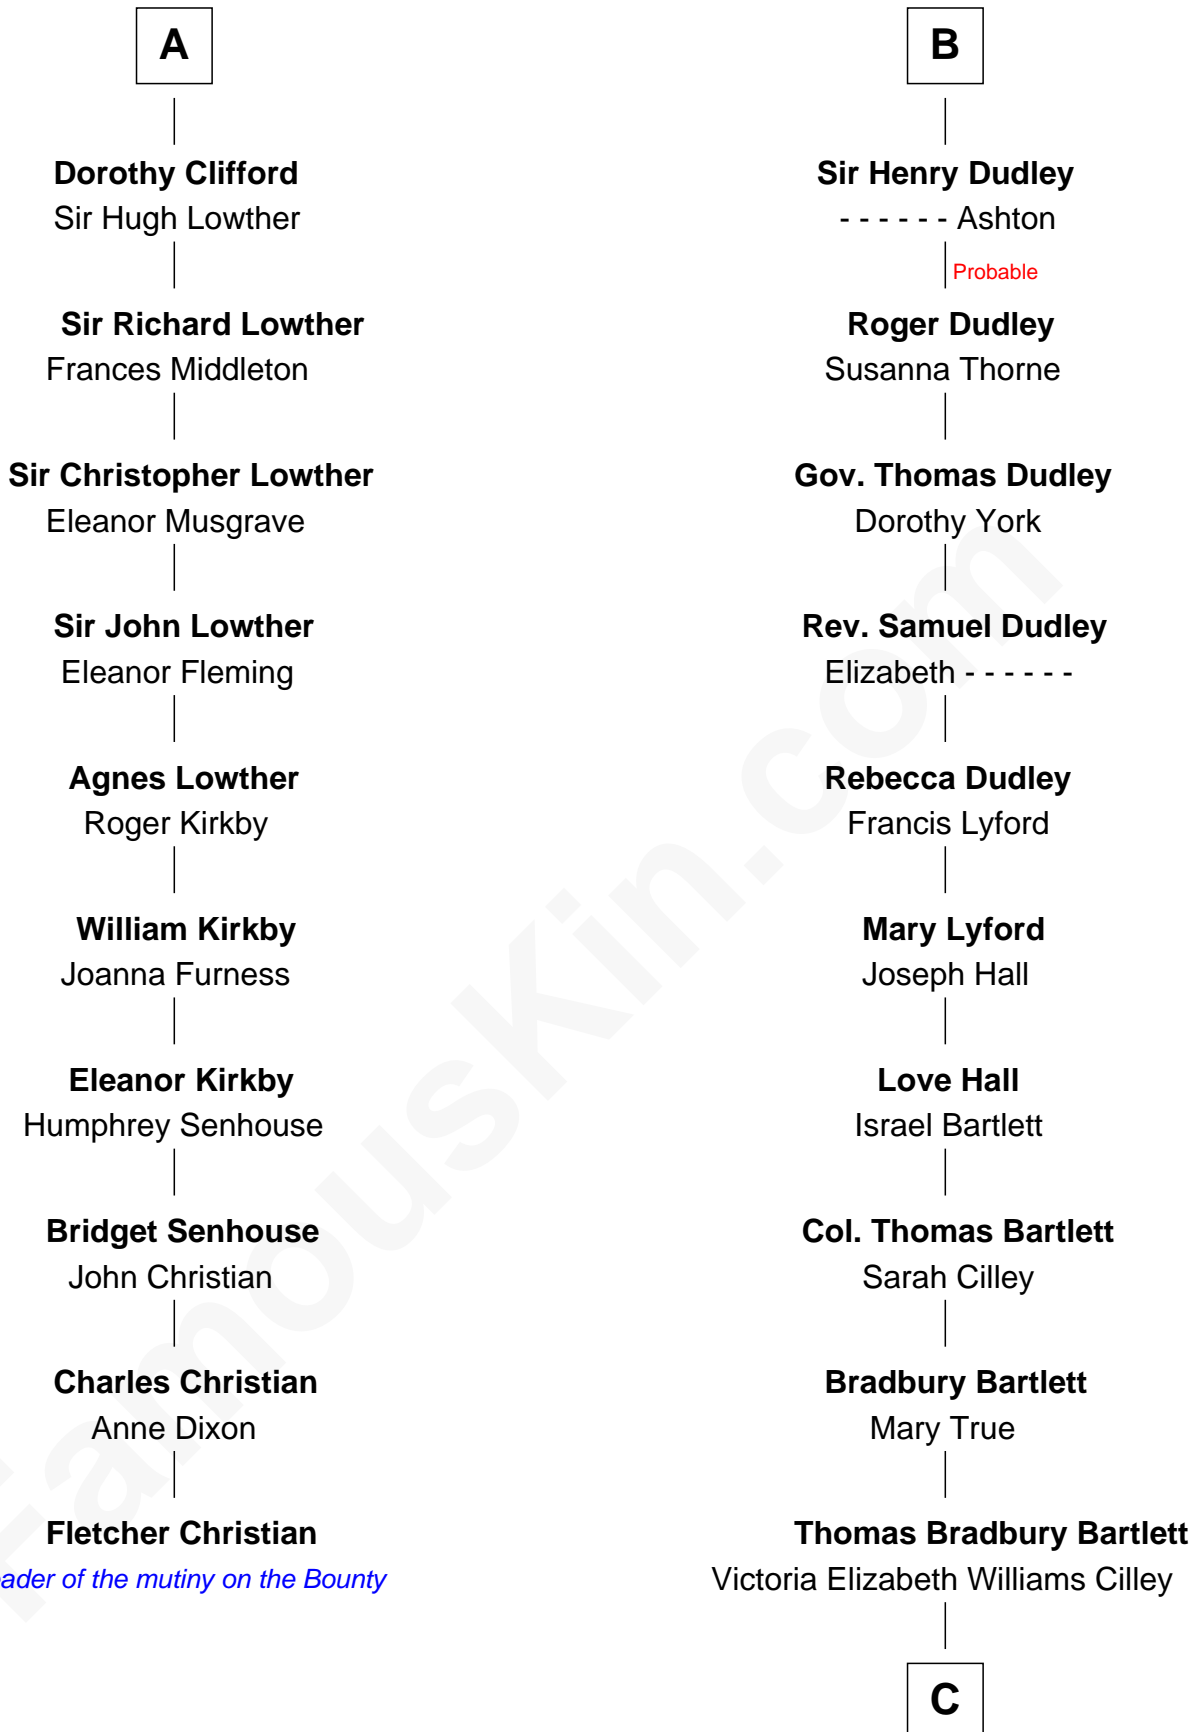 A
Dorothy Clifford
Sir Hugh Lowther
Sir Richard Lowther
Frances Middleton
Sir Christopher Lowther
Eleanor Musgrave
Sir John Lowther
Eleanor Fleming
Agnes Lowther
Roger Kirkby
William Kirkby
Joanna Furness
Eleanor Kirkby
Humphrey Senhouse
Bridget Senhouse
John Christian
Charles Christian
Anne Dixon
Fletcher Christian
of the mutiny on the Bounty
B
Sir Henry Dudley
- - - - - - Ashton
Probable
Roger Dudley
Susanna Thorne
Gov. Thomas Dudley
Dorothy York
Rev. Samuel Dudley
Elizabeth - - - - - -
Rebecca Dudley
Francis Lyford
Mary Lyford
Joseph Hall
Love Hall
Israel Bartlett
Col. Thomas Bartlett
Sarah Cilley
Bradbury Bartlett
Mary True
Thomas Bradbury Bartlett
Victoria Elizabeth Williams Cilley
C
FamousKin.com